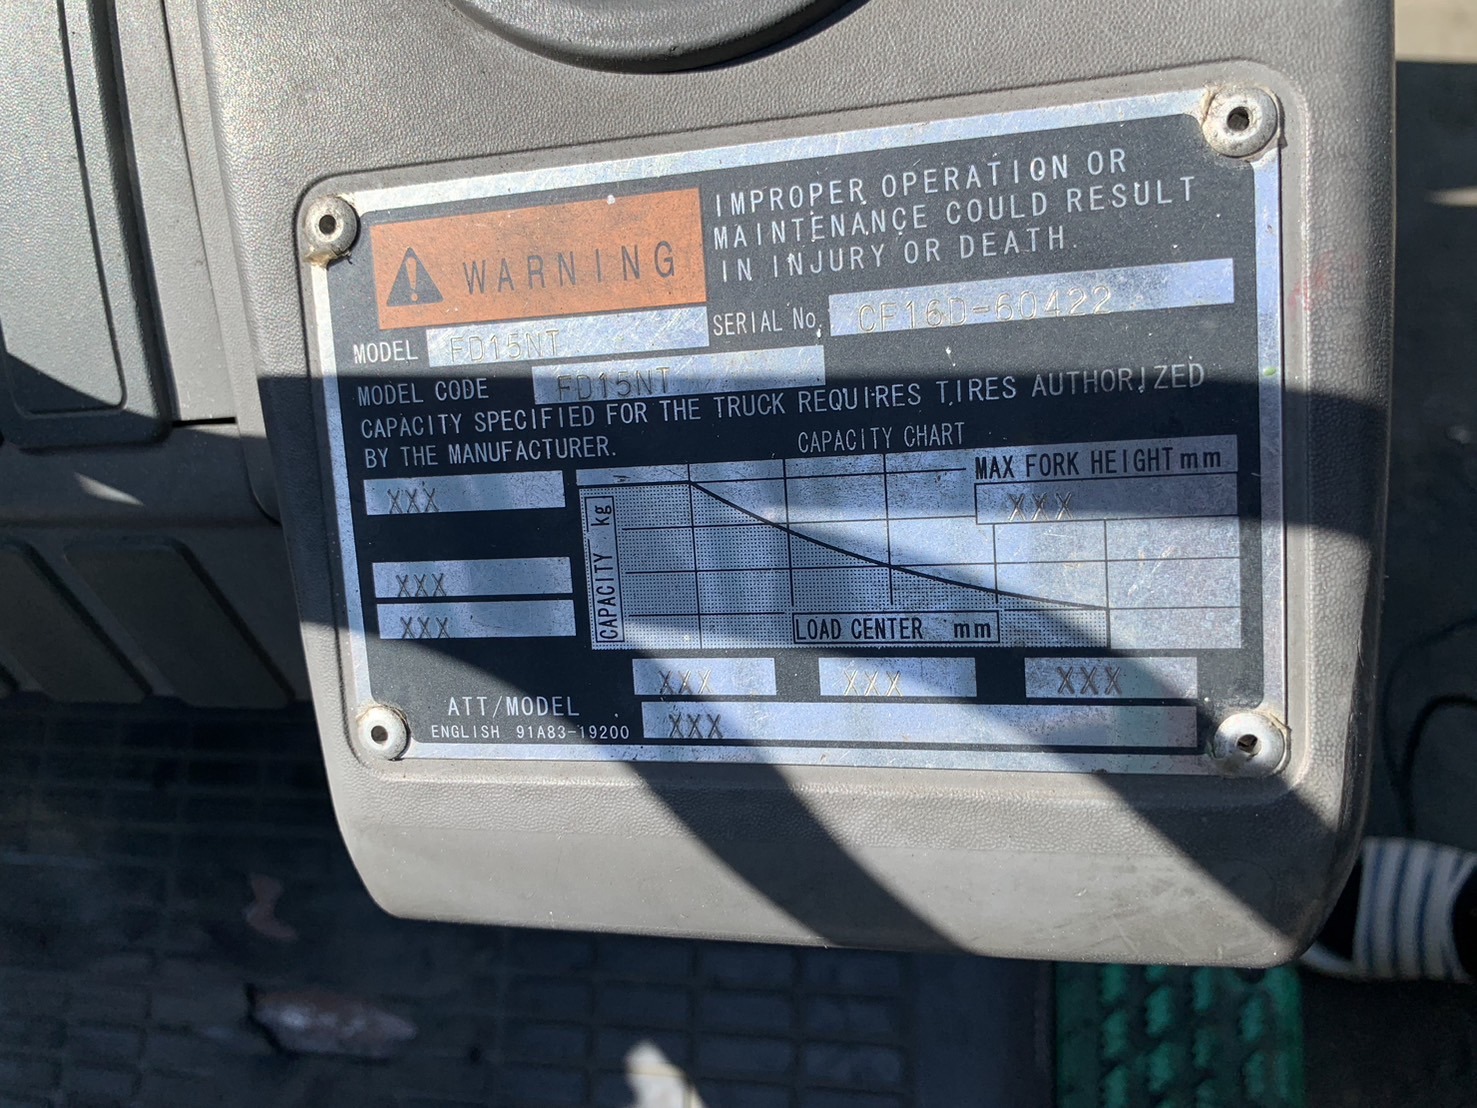 WARNING
IMPROPER OPERATION OR
MAINTENANCE COULD RESULT
IN INJURY OR DEATH.
MODEL FD15NT
SERIAL No. CF16D-60422
MODEL CODE FD15NT
CAPACITY SPECIFIED FOR THE TRUCK REQUIRES TIRES AUTHORIZED
BY THE MANUFACTURER.
CAPACITY CHART
MAX FORK HEIGHT mm
XXX
XXX
CAPACITY kg
XXX
XXX
LOAD CENTER mm
XXX XXX XXX
ATT/MODEL XXX
ENGLISH 91A83-19200